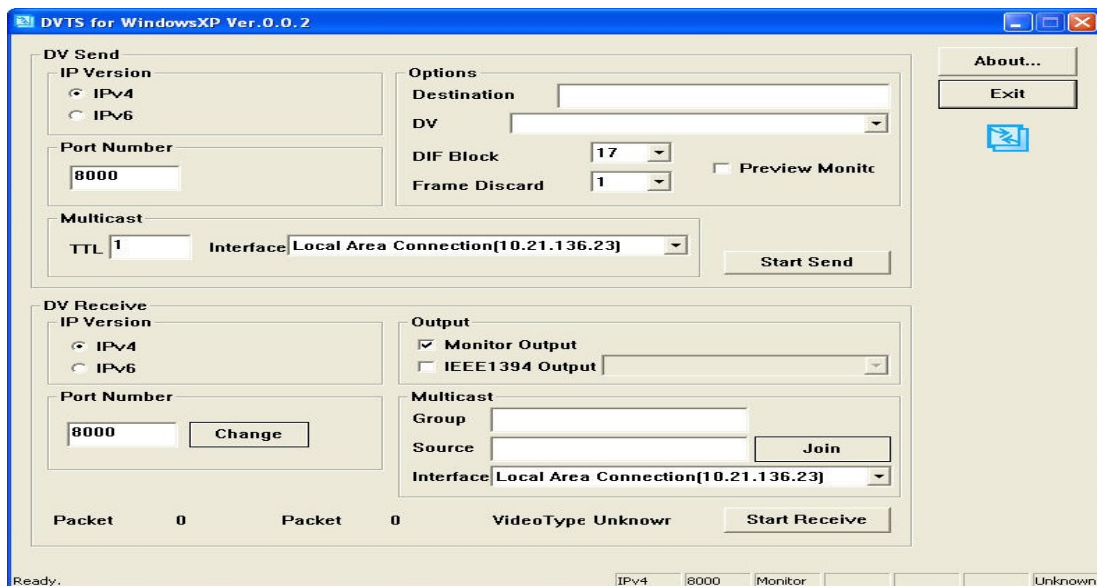 DVTS for WindowsXP Ver.0.0.2
DV Send
IP Version
IPv4
IPv6
Port Number
8000
Options
Destination
DV
DIF Block 17
Frame Discard 1
Preview Monitc
Multicast
TTL 1 Interface Local Area Connection(10.21.136.23)
Start Send
About...
Exit
DV Receive
IP Version
IPv4
IPv6
Port Number
8000 Change
Output
Monitor Output
IEEE1394 Output
Multicast
Group
Source Join
Interface Local Area Connection(10.21.136.23)
Packet 0 Packet 0 VideoType Unknowr Start Receive
Ready. IPv4 8000 Monitor Unknown